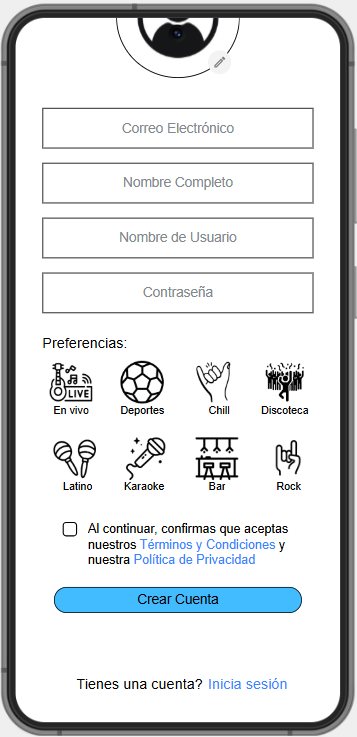 Correo Electrónico
Nombre Completo
Nombre de Usuario
Contraseña
Preferencias:
LIVE
En vivo Deportes Chill Discoteca
Latino Karaoke Bar Rock
Al continuar, confirmas que aceptas
nuestros Términos y Condiciones y
nuestra Política de Privacidad
Crear Cuenta
Tienes una cuenta? Inicia sesión